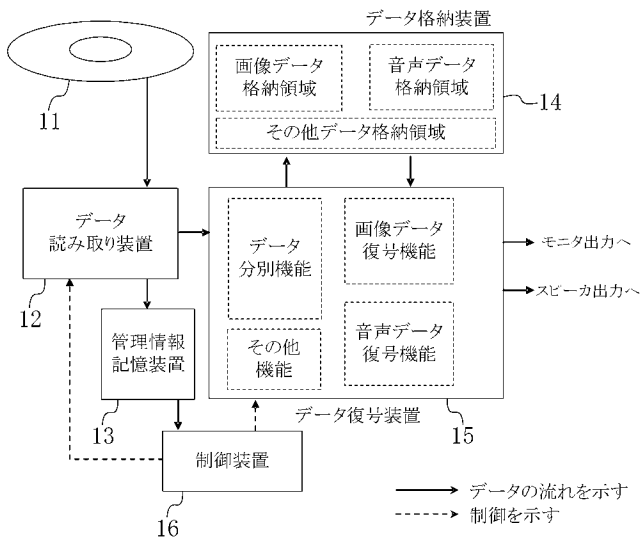 データ格納装置
画像データ
格納領域
音声データ
格納領域
その他データ格納領域
11
14
データ
読み取り装置
12
データ
分別機能
画像データ
復号機能
モニタ出力へ
スピーカ出力へ
音声データ
復号機能
その他
機能
管理情報
記憶装置
13
データ復号装置
15
制御装置
16
データの流れを示す
制御を示す